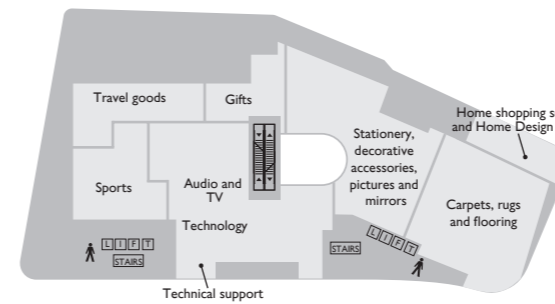 Travel goods
Gifts
Home shopping s
and Home Design
Stationery,
decorative
accessories,
pictures and
mirrors
Sports
Audio and
TV
Carpets, rugs
and flooring
Technology
LIFT
STAIRS
STAIRS
LIFT
Technical support